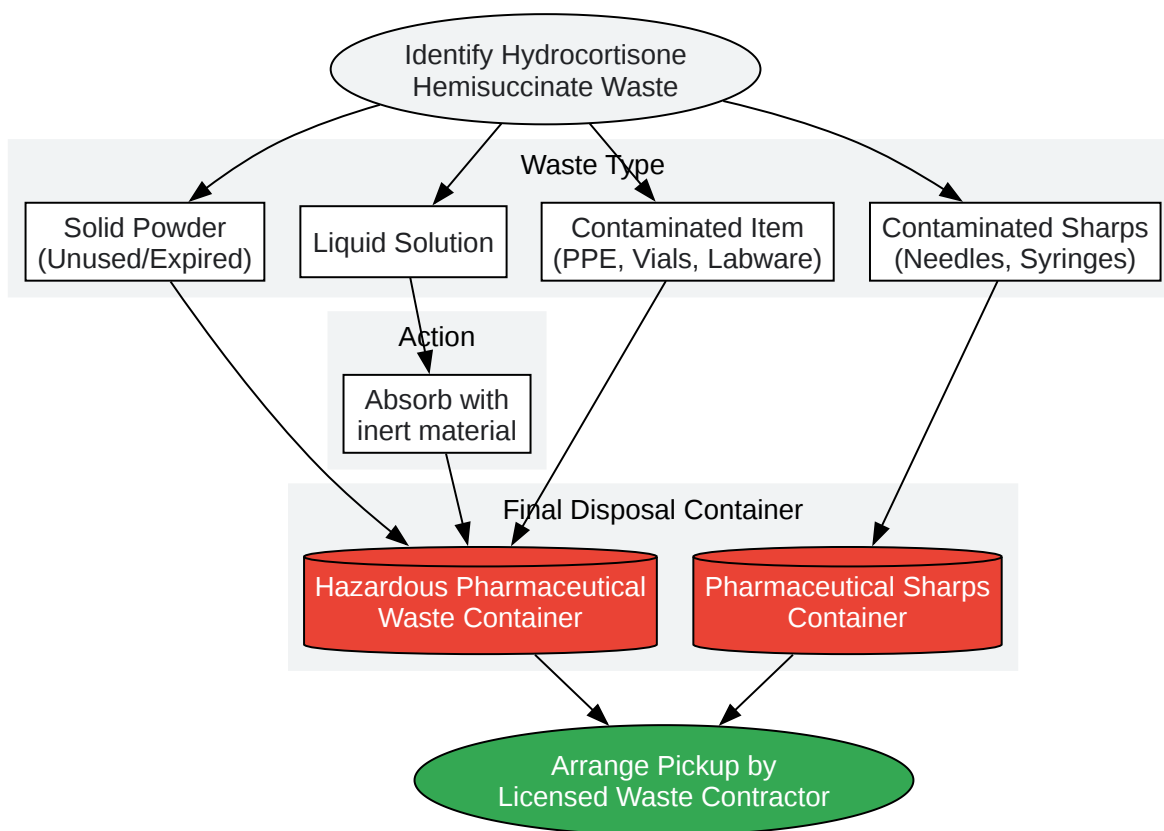 Identify Hydrocortisone
Hemisuccinate Waste
Waste Type
Solid Powder
(Unused/Expired)
Liquid Solution
Contaminated Item
(PPE, Vials, Labware)
Contaminated Sharps
(Needles, Syringes)
Action
Absorb with
inert material
Final Disposal Container
Hazardous Pharmaceutical
Waste Container
Pharmaceutical Sharps
Container
Arrange Pickup by
Licensed Waste Contractor